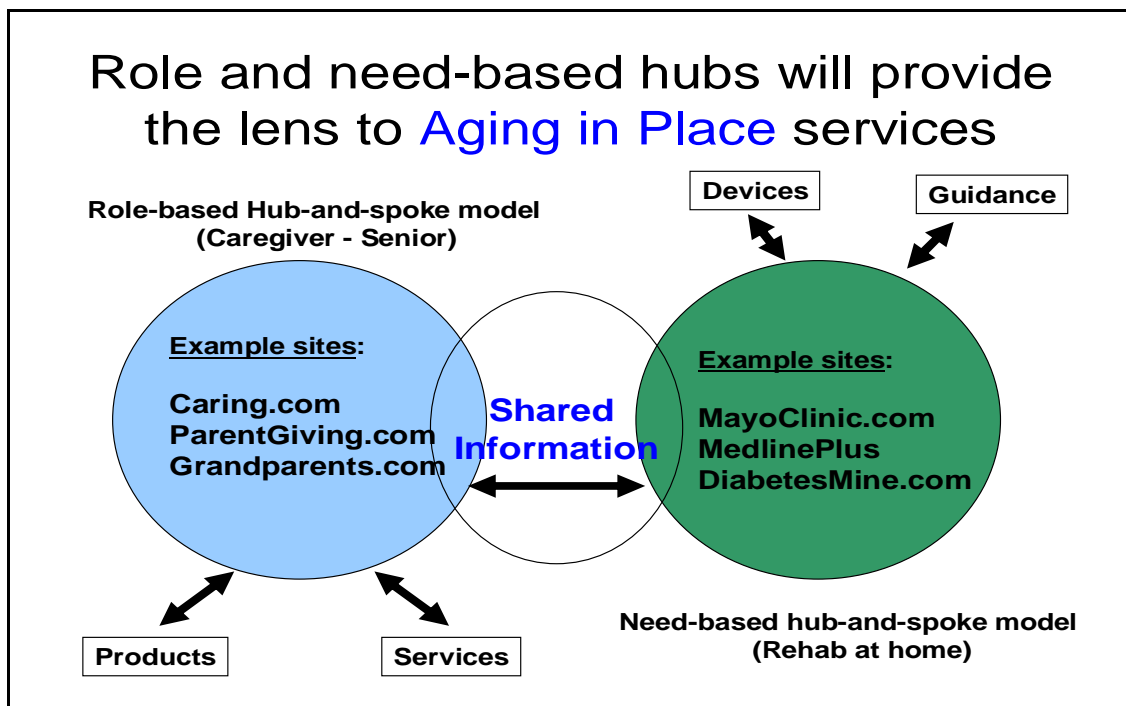 Role and need-based hubs will provide
the lens to Aging in Place services
Role-based Hub-and-spoke model
(Caregiver - Senior)
Devices
Guidance
Example sites:
Caring.com
ParentGiving.com
Grandparents.com
Shared
Information
Example sites:
MayoClinic.com
MedlinePlus
DiabetesMine.com
Products
Services
Need-based hub-and-spoke model
(Rehab at home)